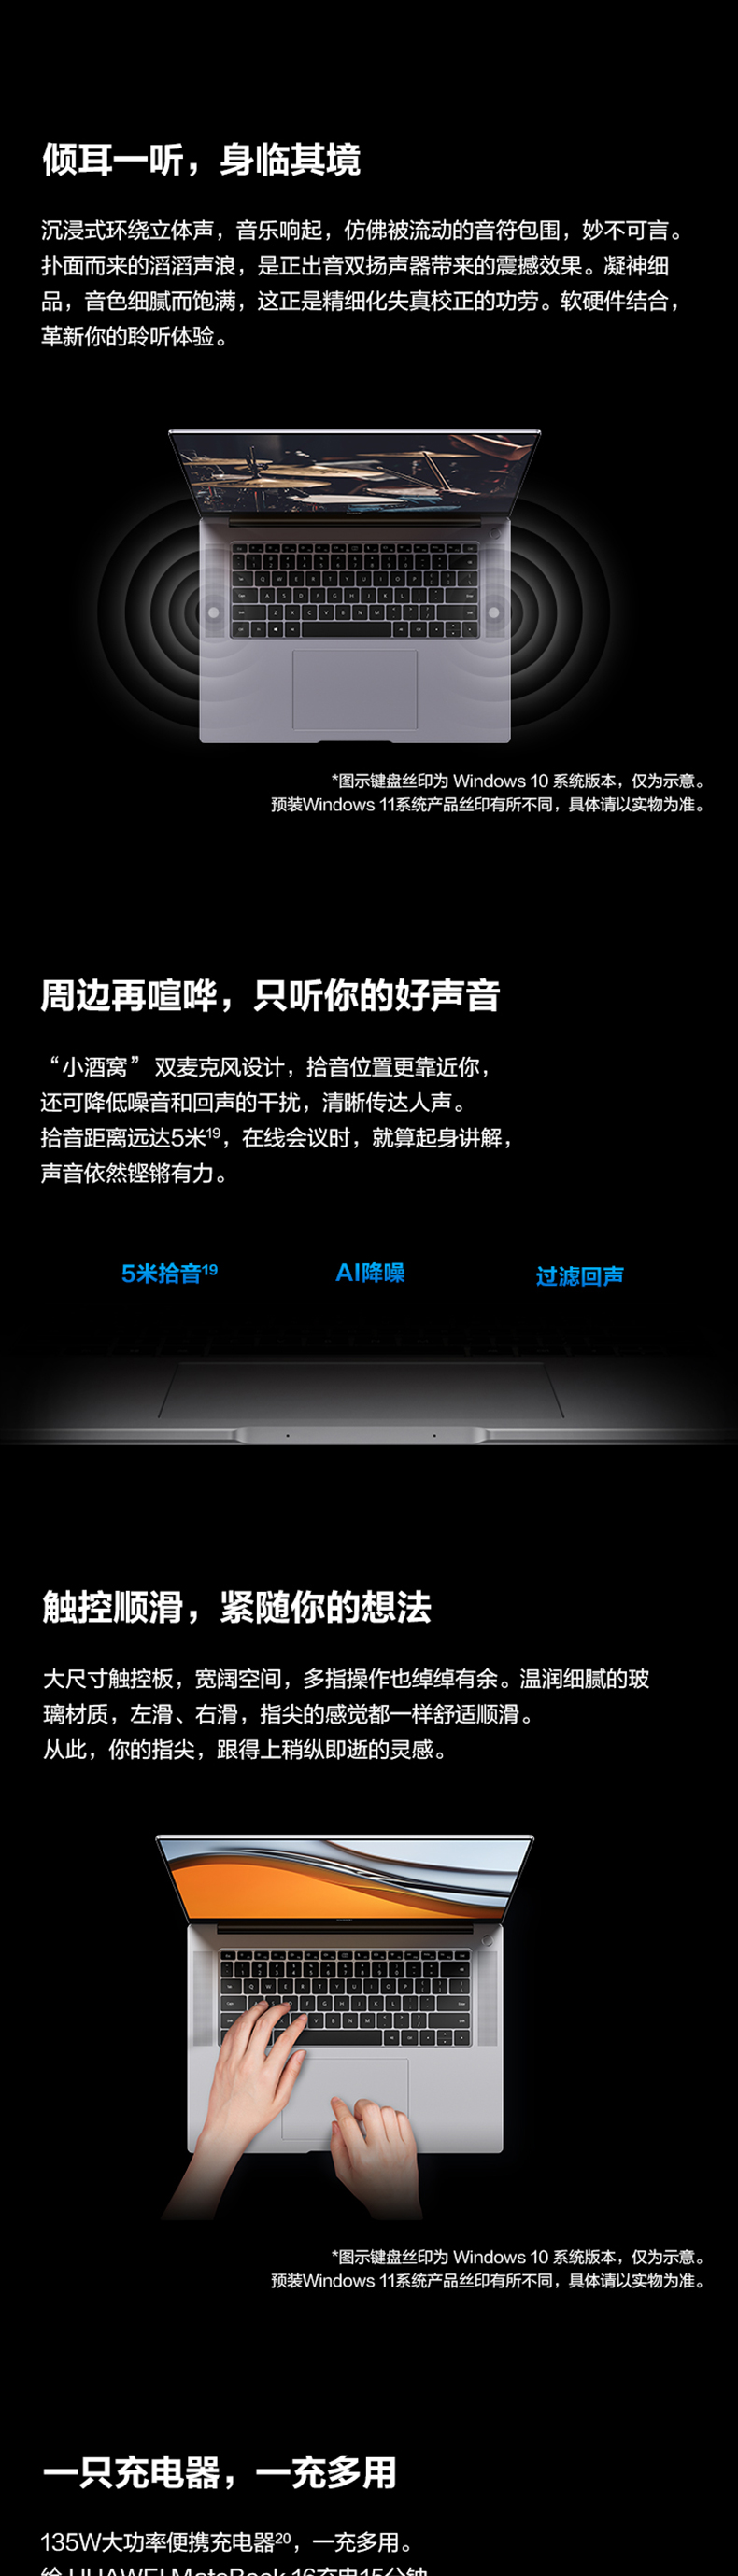 倾耳一听，身临其境
沉浸式环绕立体声，音乐响起，仿佛被流动的音符包围，妙不可言。
扑面而来的滔滔声浪，是正出音双扬声器带来的震撼效果。凝神细
品，音色细腻而饱满，这正是精细化失真校正的功劳。软硬件结合，
革新你的聆听体验。
*图示键盘丝印为 Windows 10 系统版本，仅为示意。
预装Windows 11系统产品丝印有所不同，具体请以实物为准。
周边再喧哗，只听你的好声音
“小酒窝” 双麦克风设计，拾音位置更靠近你，
还可降低噪音和回声的干扰，清晰传达人声。
拾音距离远达5米19，在线会议时，就算起身讲解，
声音依然铿锵有力。
5米拾音19 AI降噪 过滤回声
触控顺滑，紧随你的想法
大尺寸触控板，宽阔空间，多指操作也绰绰有余。温润细腻的玻
璃材质，左滑、右滑，指尖的感觉都一样舒适顺滑。
从此，你的指尖，跟得上稍纵即逝的灵感。
*图示键盘丝印为 Windows 10 系统版本，仅为示意。
预装Windows 11系统产品丝印有所不同，具体请以实物为准。
一只充电器，一充多用
135W大功率便携充电器20，一充多用。
给 HUAWEI MateBook 16充电15分钟